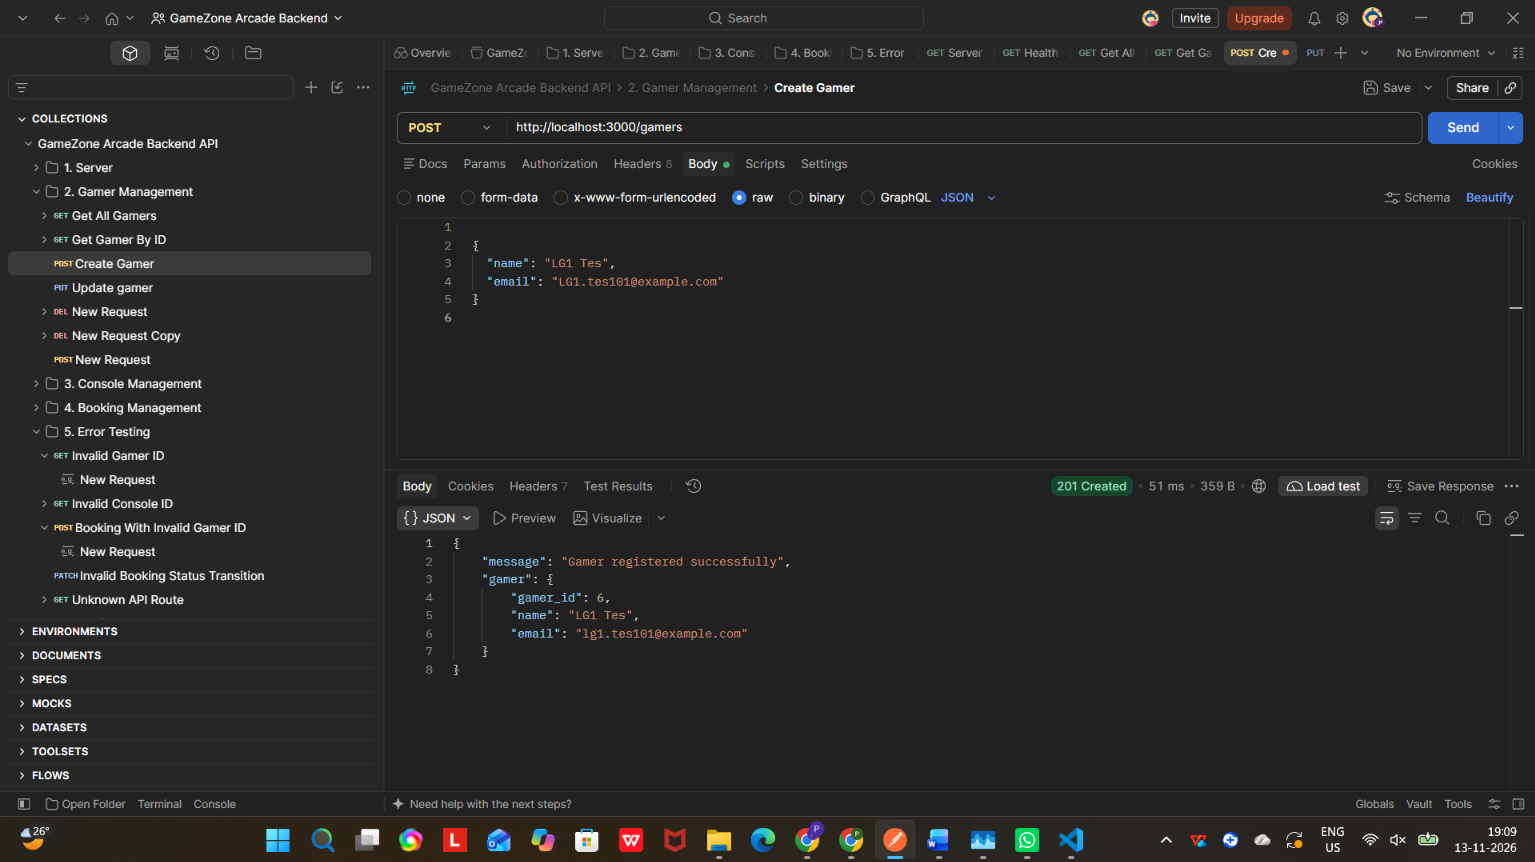 GameZone Arcade Backend
Search
Invite
Upgrade
Overvie
GameZo
1. Serve
2. Game
3. Cons
4. Book
5. Error
GET Server
GET Health
GET Get Al
GET Get Ga
POST Cre
PUT
No Environment
GameZone Arcade Backend API > 2. Gamer Management > Create Gamer
Save
Share
COLLECTIONS
GameZone Arcade Backend API
1. Server
2. Gamer Management
GET Get All Gamers
GET Get Gamer By ID
POST Create Gamer
PUT Update gamer
DEL New Request
DEL New Request Copy
POST New Request
3. Console Management
4. Booking Management
5. Error Testing
GET Invalid Gamer ID
e.g. New Request
GET Invalid Console ID
POST Booking With Invalid Gamer ID
e.g. New Request
PATCH Invalid Booking Status Transition
GET Unknown API Route
ENVIRONMENTS
DOCUMENTS
SPECS
MOCKS
DATASETS
TOOLSETS
FLOWS
HTTP
POST
http://localhost:3000/gamers
Send
Docs Params Authorization Headers 8 Body Scripts Settings
Cookies
none form-data x-www-form-urlencoded raw binary GraphQL JSON
Schema Beautify
1
2 {
3 "name": "LG1 Tes",
4 "email": "LG1.tes101@example.com"
5 }
6
Body Cookies Headers 7 Test Results
201 Created • 51 ms • 359 B
Load test
e.g. Save Response
{} JSON Preview Visualize
1 {
2 "message": "Gamer registered successfully",
3 "gamer": {
4 "gamer_id": 6,
5 "name": "LG1 Tes",
6 "email": "lg1.tes101@example.com"
7 }
8 }
Open Folder Terminal Console
Need help with the next steps?
Globals Vault Tools
26°
L
W
P
W
ENG
US
19:09
13-11-2026